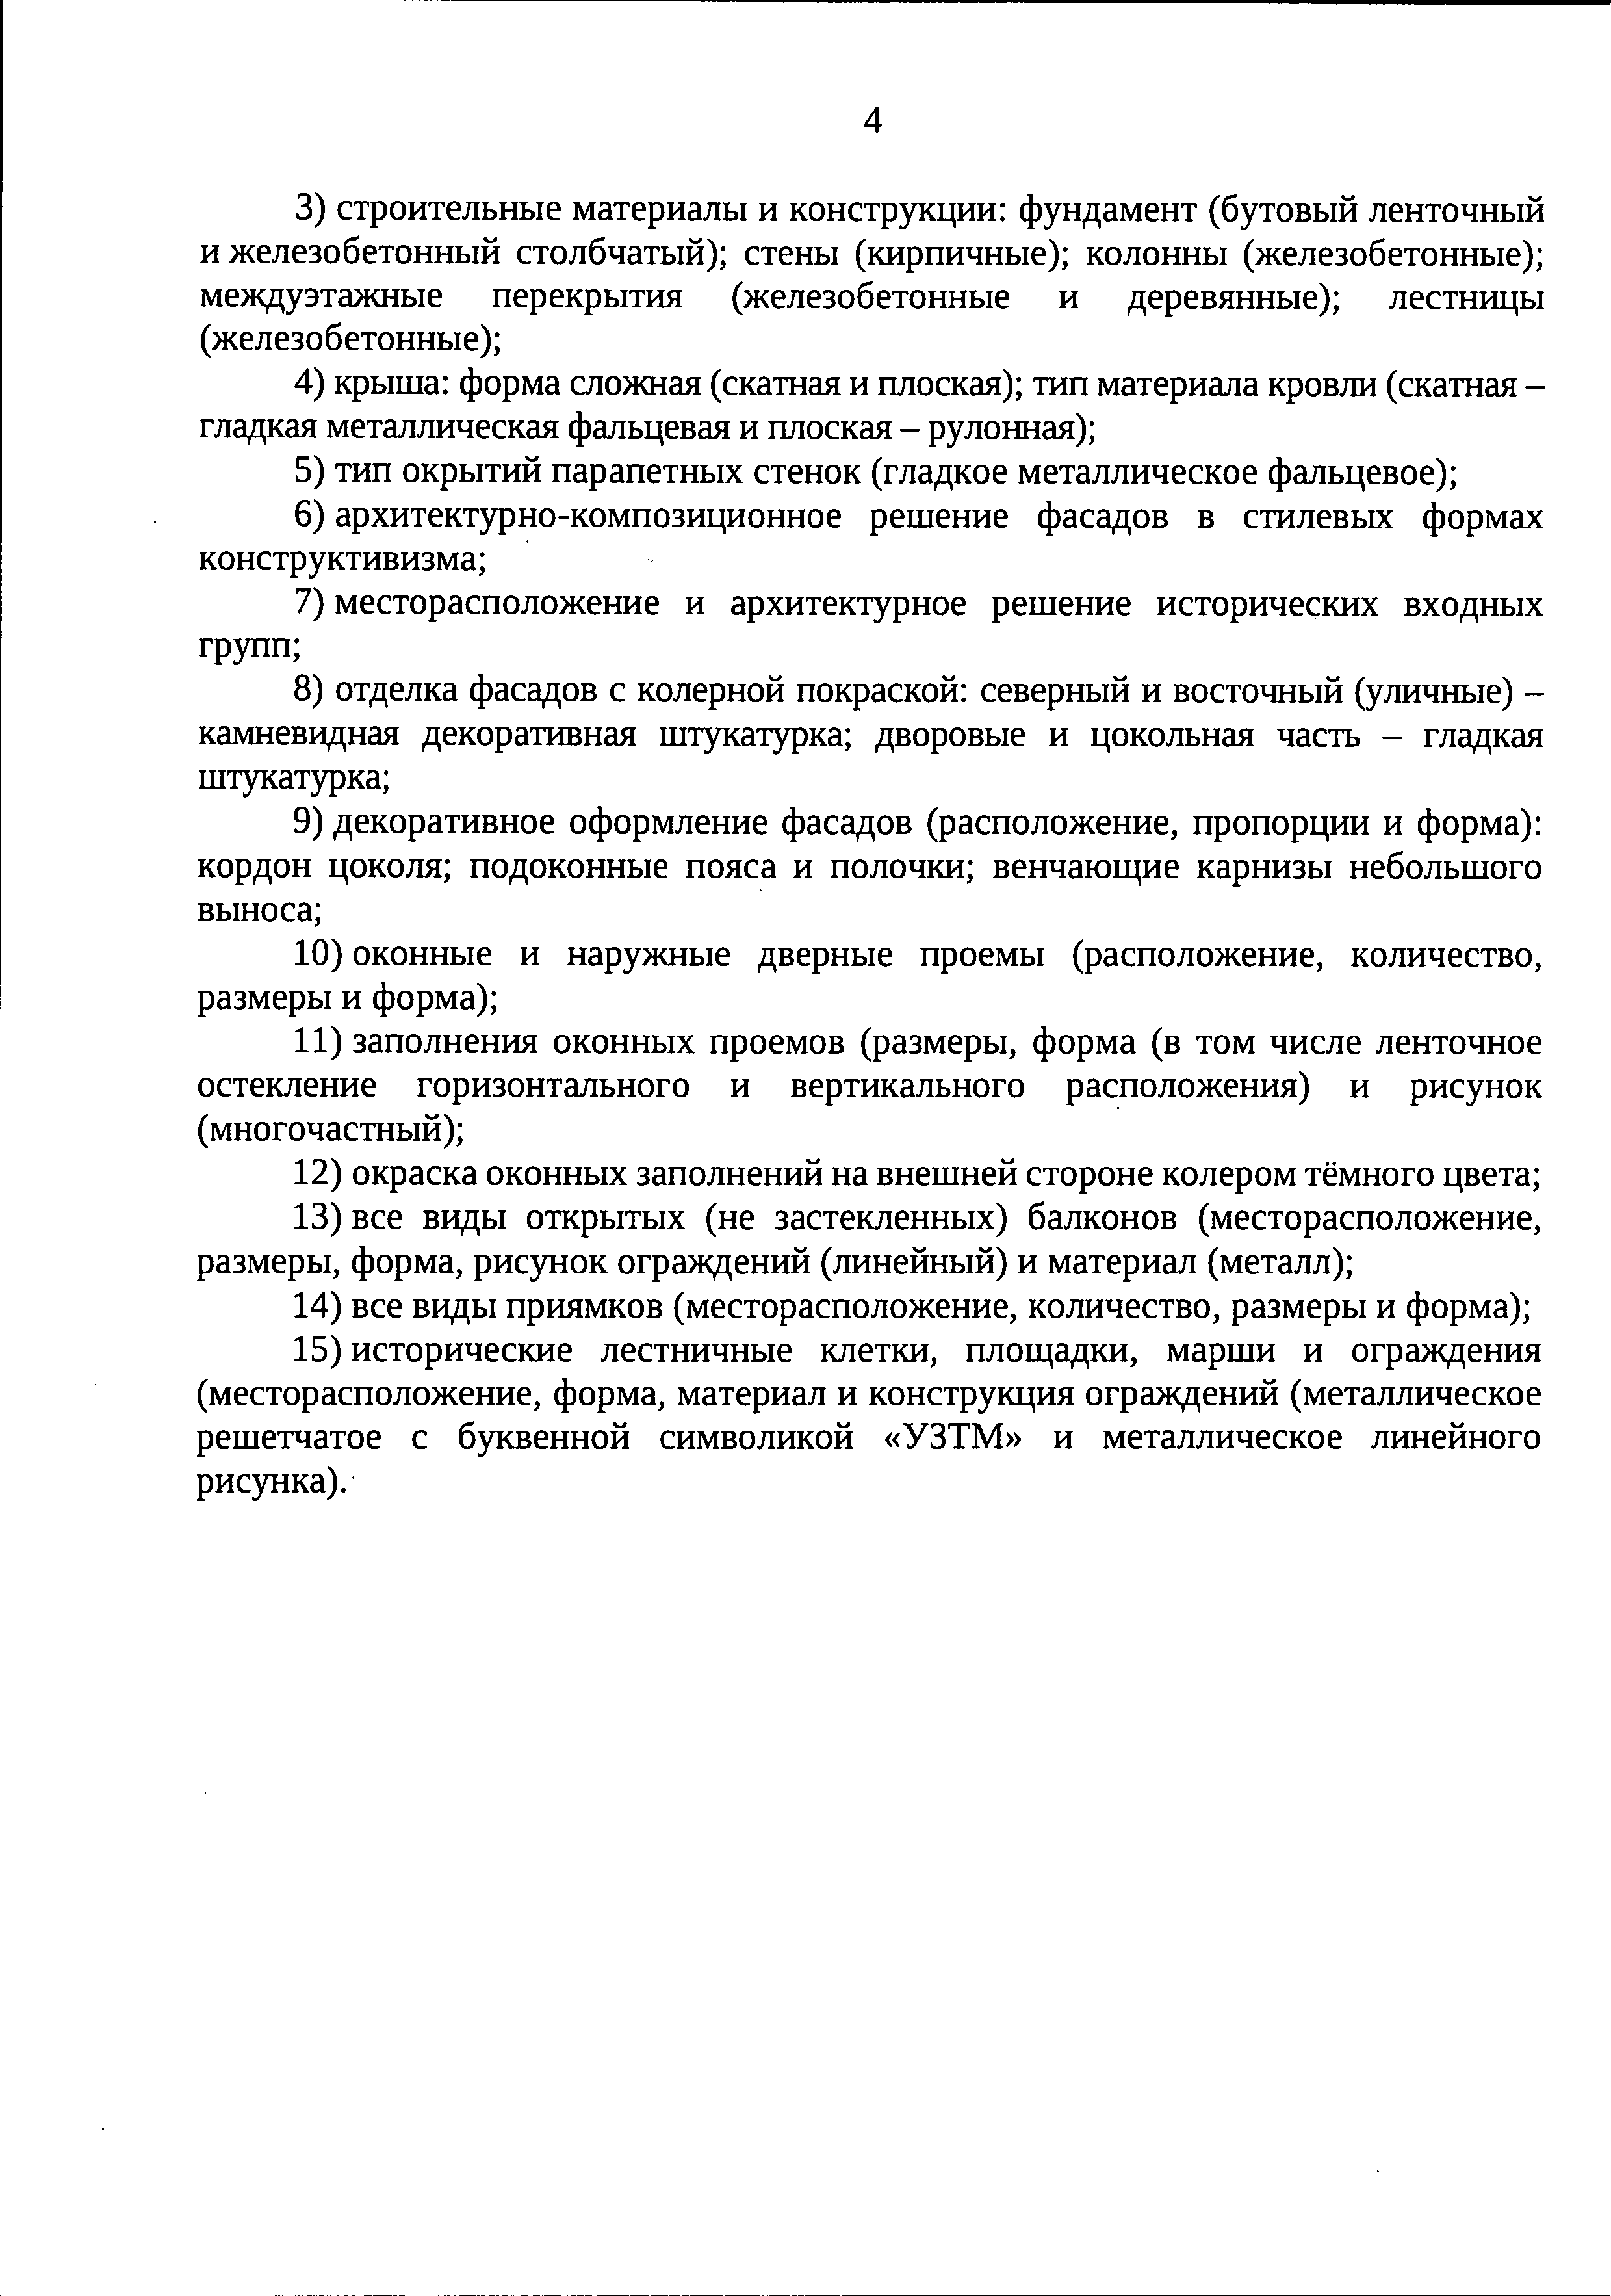 4
3) строительные материалы и конструкции: фундамент (бутовый ленточный
и железобетонный столбчатый); стены (кирпичные); колонны (железобетонные);
междуэтажные перекрытия (железобетонные и деревянные); лестницы
(железобетонные);
4) крыша: форма сложная (скатная и плоская); тип материала кровли (скатная –
гладкая металлическая фальцевая и плоская – рулонная);
5) тип окрытий парапетных стенок (гладкое металлическое фальцевое);
6) архитектурно-композиционное решение фасадов в стилевых формах
конструктивизма;
7) месторасположение и архитектурное решение исторических входных
групп;
8) отделка фасадов с колерной покраской: северный и восточный (уличные) –
камневидная декоративная штукатурка; дворовые и цокольная часть – гладкая
штукатурка;
9) декоративное оформление фасадов (расположение, пропорции и форма):
кордон цоколя; подоконные пояса и полочки; венчающие карнизы небольшого
выноса;
10) оконные и наружные дверные проемы (расположение, количество,
размеры и форма);
11) заполнения оконных проемов (размеры, форма (в том числе ленточное
остекление горизонтального и вертикального расположения) и рисунок
(многочастный);
12) окраска оконных заполнений на внешней стороне колером тёмного цвета;
13) все виды открытых (не застекленных) балконов (месторасположение,
размеры, форма, рисунок ограждений (линейный) и материал (металл);
14) все виды приямков (месторасположение, количество, размеры и форма);
15) исторические лестничные клетки, площадки, марши и ограждения
(месторасположение, форма, материал и конструкция ограждений (металлическое
решетчатое с буквенной символикой «УЗТМ» и металлическое линейного
рисунка).